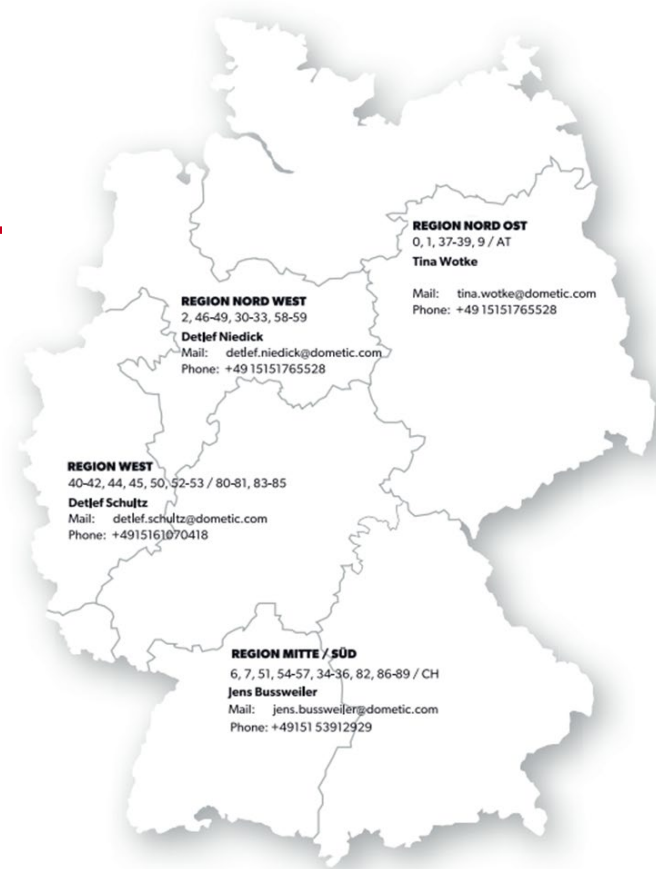 REGION NORD OST
0, 1, 37-39, 9 / AT
Tina Wotke
Mail: tina.wotke@dometic.com
Phone: +49 15151765528
REGION NORD WEST
2, 46-49, 30-33, 58-59
Detlef Niedick
Mail: detlef.niedick@dometic.com
Phone: +49 15151765528
REGION WEST
40-42, 44, 45, 50, 52-53 / 80-81, 83-85
Detlef Schultz
Mail: detlef.schultz@dometic.com
Phone: +4915161070418
REGION MITTE / SÜD
6, 7, 51, 54-57, 34-36, 82, 86-89 / CH
Jens Bussweiler
Mail: jens.bussweiler@dometic.com
Phone: +49151 53912929